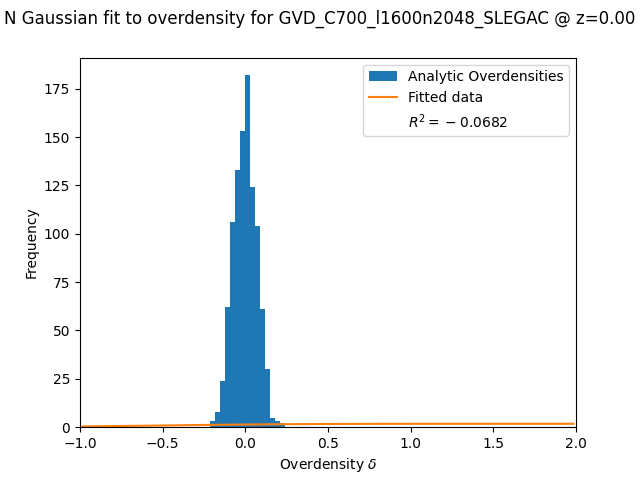 N Gaussian fit to overdensity for GVD_C700_l1600n2048_SLEGAC @ z=0.00
Analytic Overdensities
Fitted data
R² = − 0.0682
Frequency
175
150
125
100
75
50
25
0
−1.0 −0.5 0.0 0.5 1.0 1.5 2.0
Overdensity δ